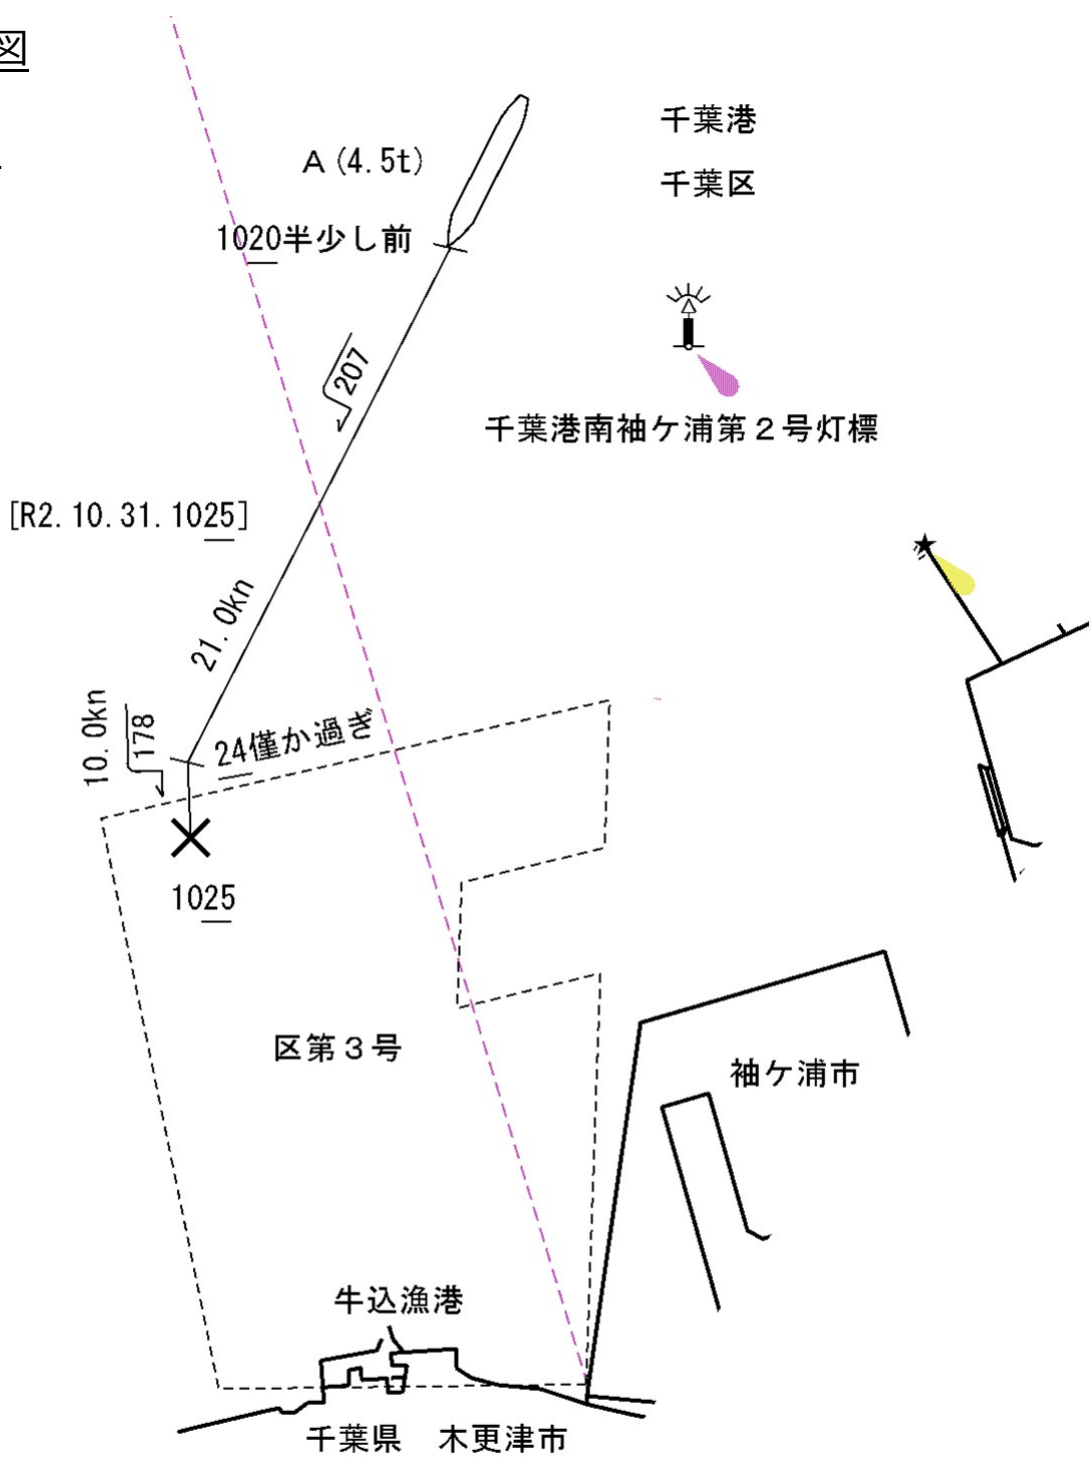 図
千葉港
A(4.5t)
千葉区
1020半少し前
207
千葉港南袖ケ浦第２号灯標
[R2.10.31.1025]
21.0kn
10.0kn
178
24僅か過ぎ
1025
区第３号
袖ケ浦市
牛込漁港
千葉県　木更津市